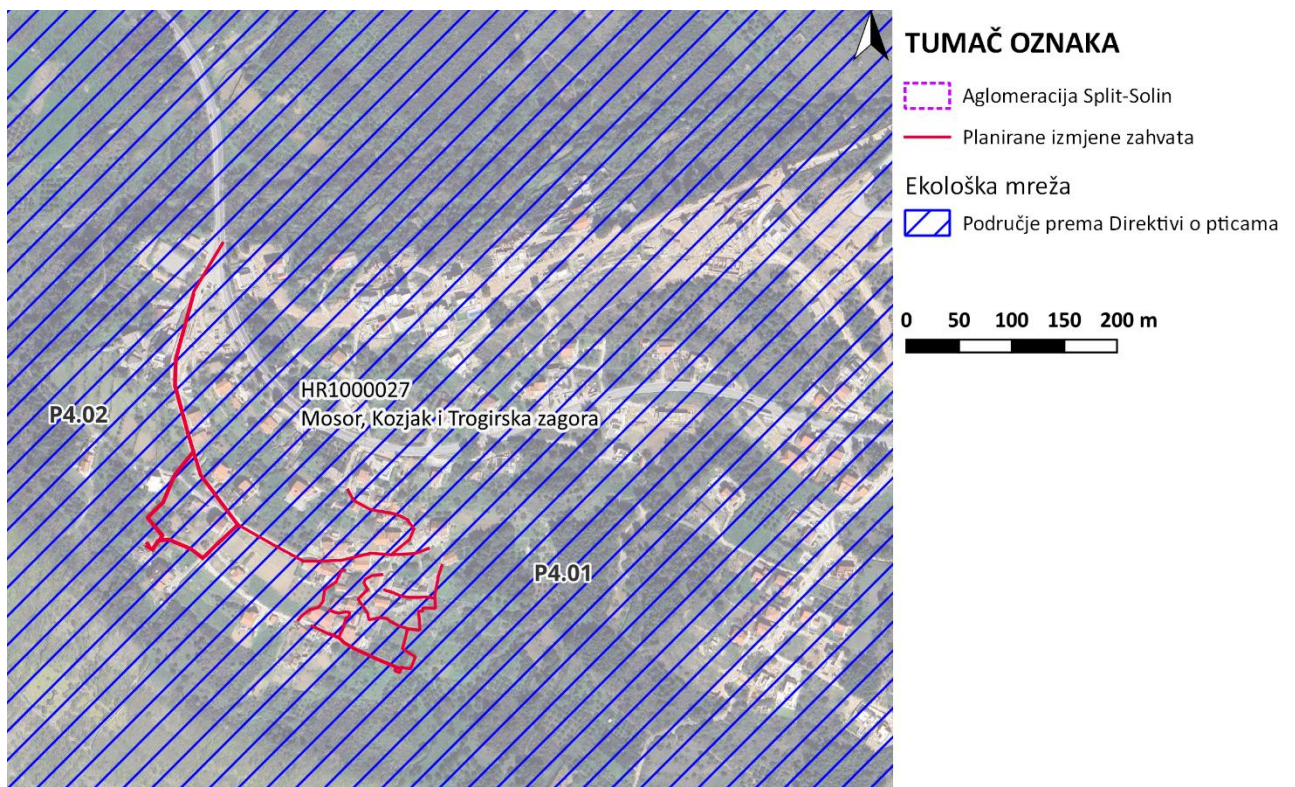 TUMAČ OZNAKA
Aglomeracija Split-Solin
Planirane izmjene zahvata
Ekološka mreža
Područje prema Direktivi o pticama
0 50 100 150 200 m
HR1000027
Mosor, Kozjak i Trogirska zagora
P4.02
P4.01